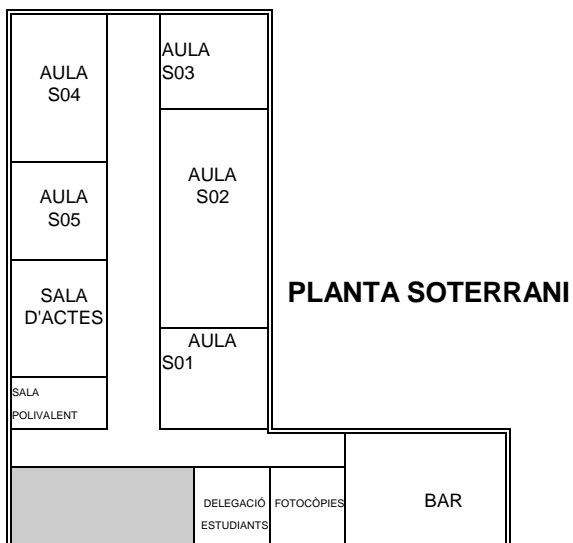 AULA
S04
AULA
S03
AULA
S02
AULA
S05
SALA
D'ACTES
AULA
S01
SALA
POLIVALENT
PLANTA SOTERRANI
DELEGACIÓ
ESTUDIANTS
FOTOCÒPIES
BAR